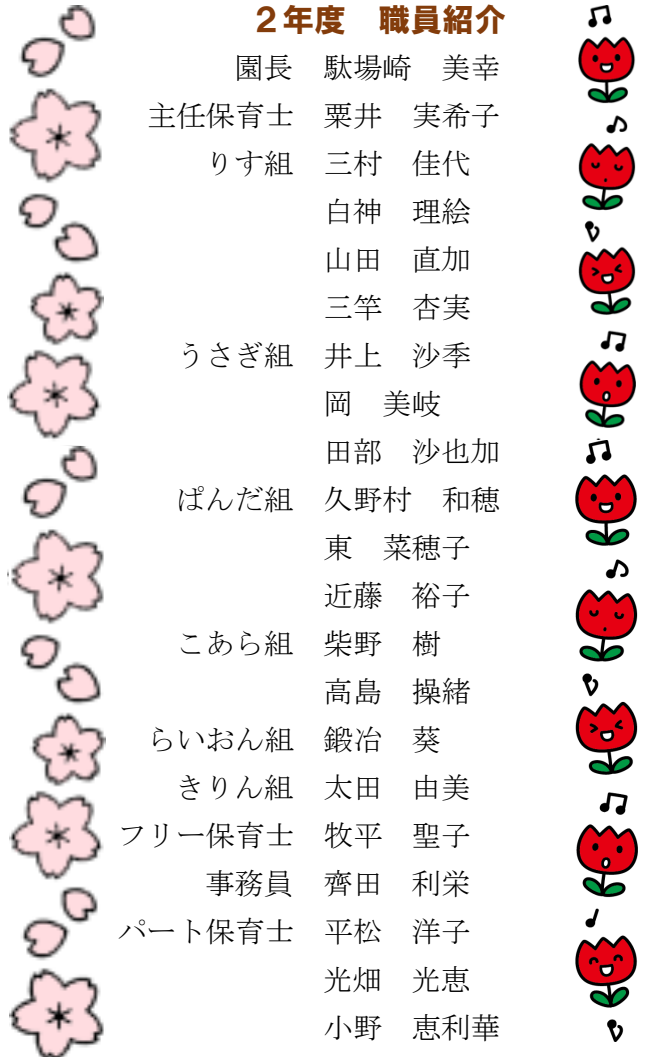 ２年度　職員紹介
園長　駄場崎　美幸
主任保育士　粟井　実希子
りす組　三村　佳代
白神　理絵
山田　直加
三竿　杏実
うさぎ組　井上　沙季
岡　美岐
田部　沙也加
ぱんだ組　久野村　和穂
東　菜穂子
近藤　裕子
こあら組　柴野　樹
高島　操緒
らいおん組　鍛冶　葵
きりん組　太田　由美
フリー保育士　牧平　聖子
事務員　齊田　利栄
パート保育士　平松　洋子
光畑　光恵
小野　恵利華